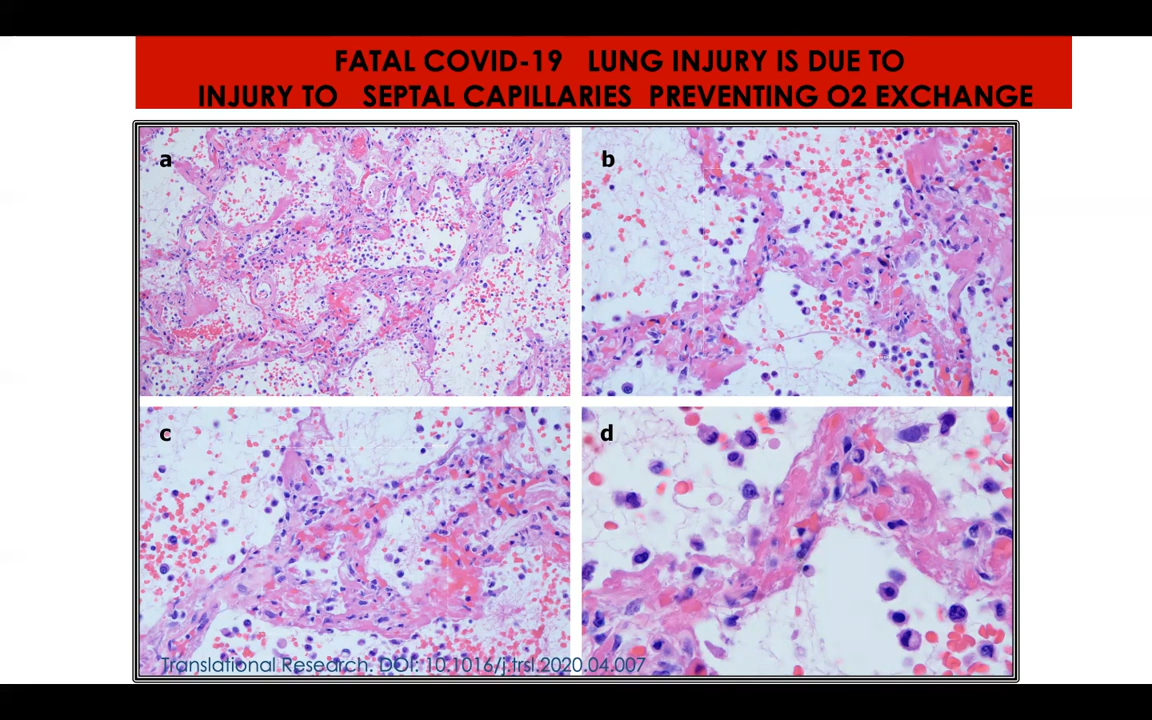 FATAL COVID-19 LUNG INJURY IS DUE TO
INJURY TO SEPTAL CAPILLARIES PREVENTING O2 EXCHANGE
a
b
c
d
Translational Research. DOI: 10.1016/j.trsl.2020.04.007